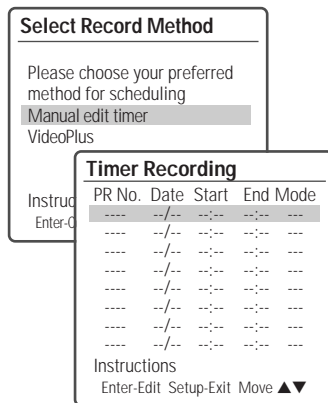 Select Record Method
Please choose your preferred
method for scheduling
Manual edit timer
VideoPlus
Instruc
Enter-O
Timer Recording
PR No. Date Start End Mode
---- --/-- --:-- --:-- ---
---- --/-- --:-- --:-- ---
---- --/-- --:-- --:-- ---
---- --/-- --:-- --:-- ---
---- --/-- --:-- --:-- ---
---- --/-- --:-- --:-- ---
---- --/-- --:-- --:-- ---
---- --/-- --:-- --:-- ---
Instructions
Enter-Edit Setup-Exit Move ▲▼